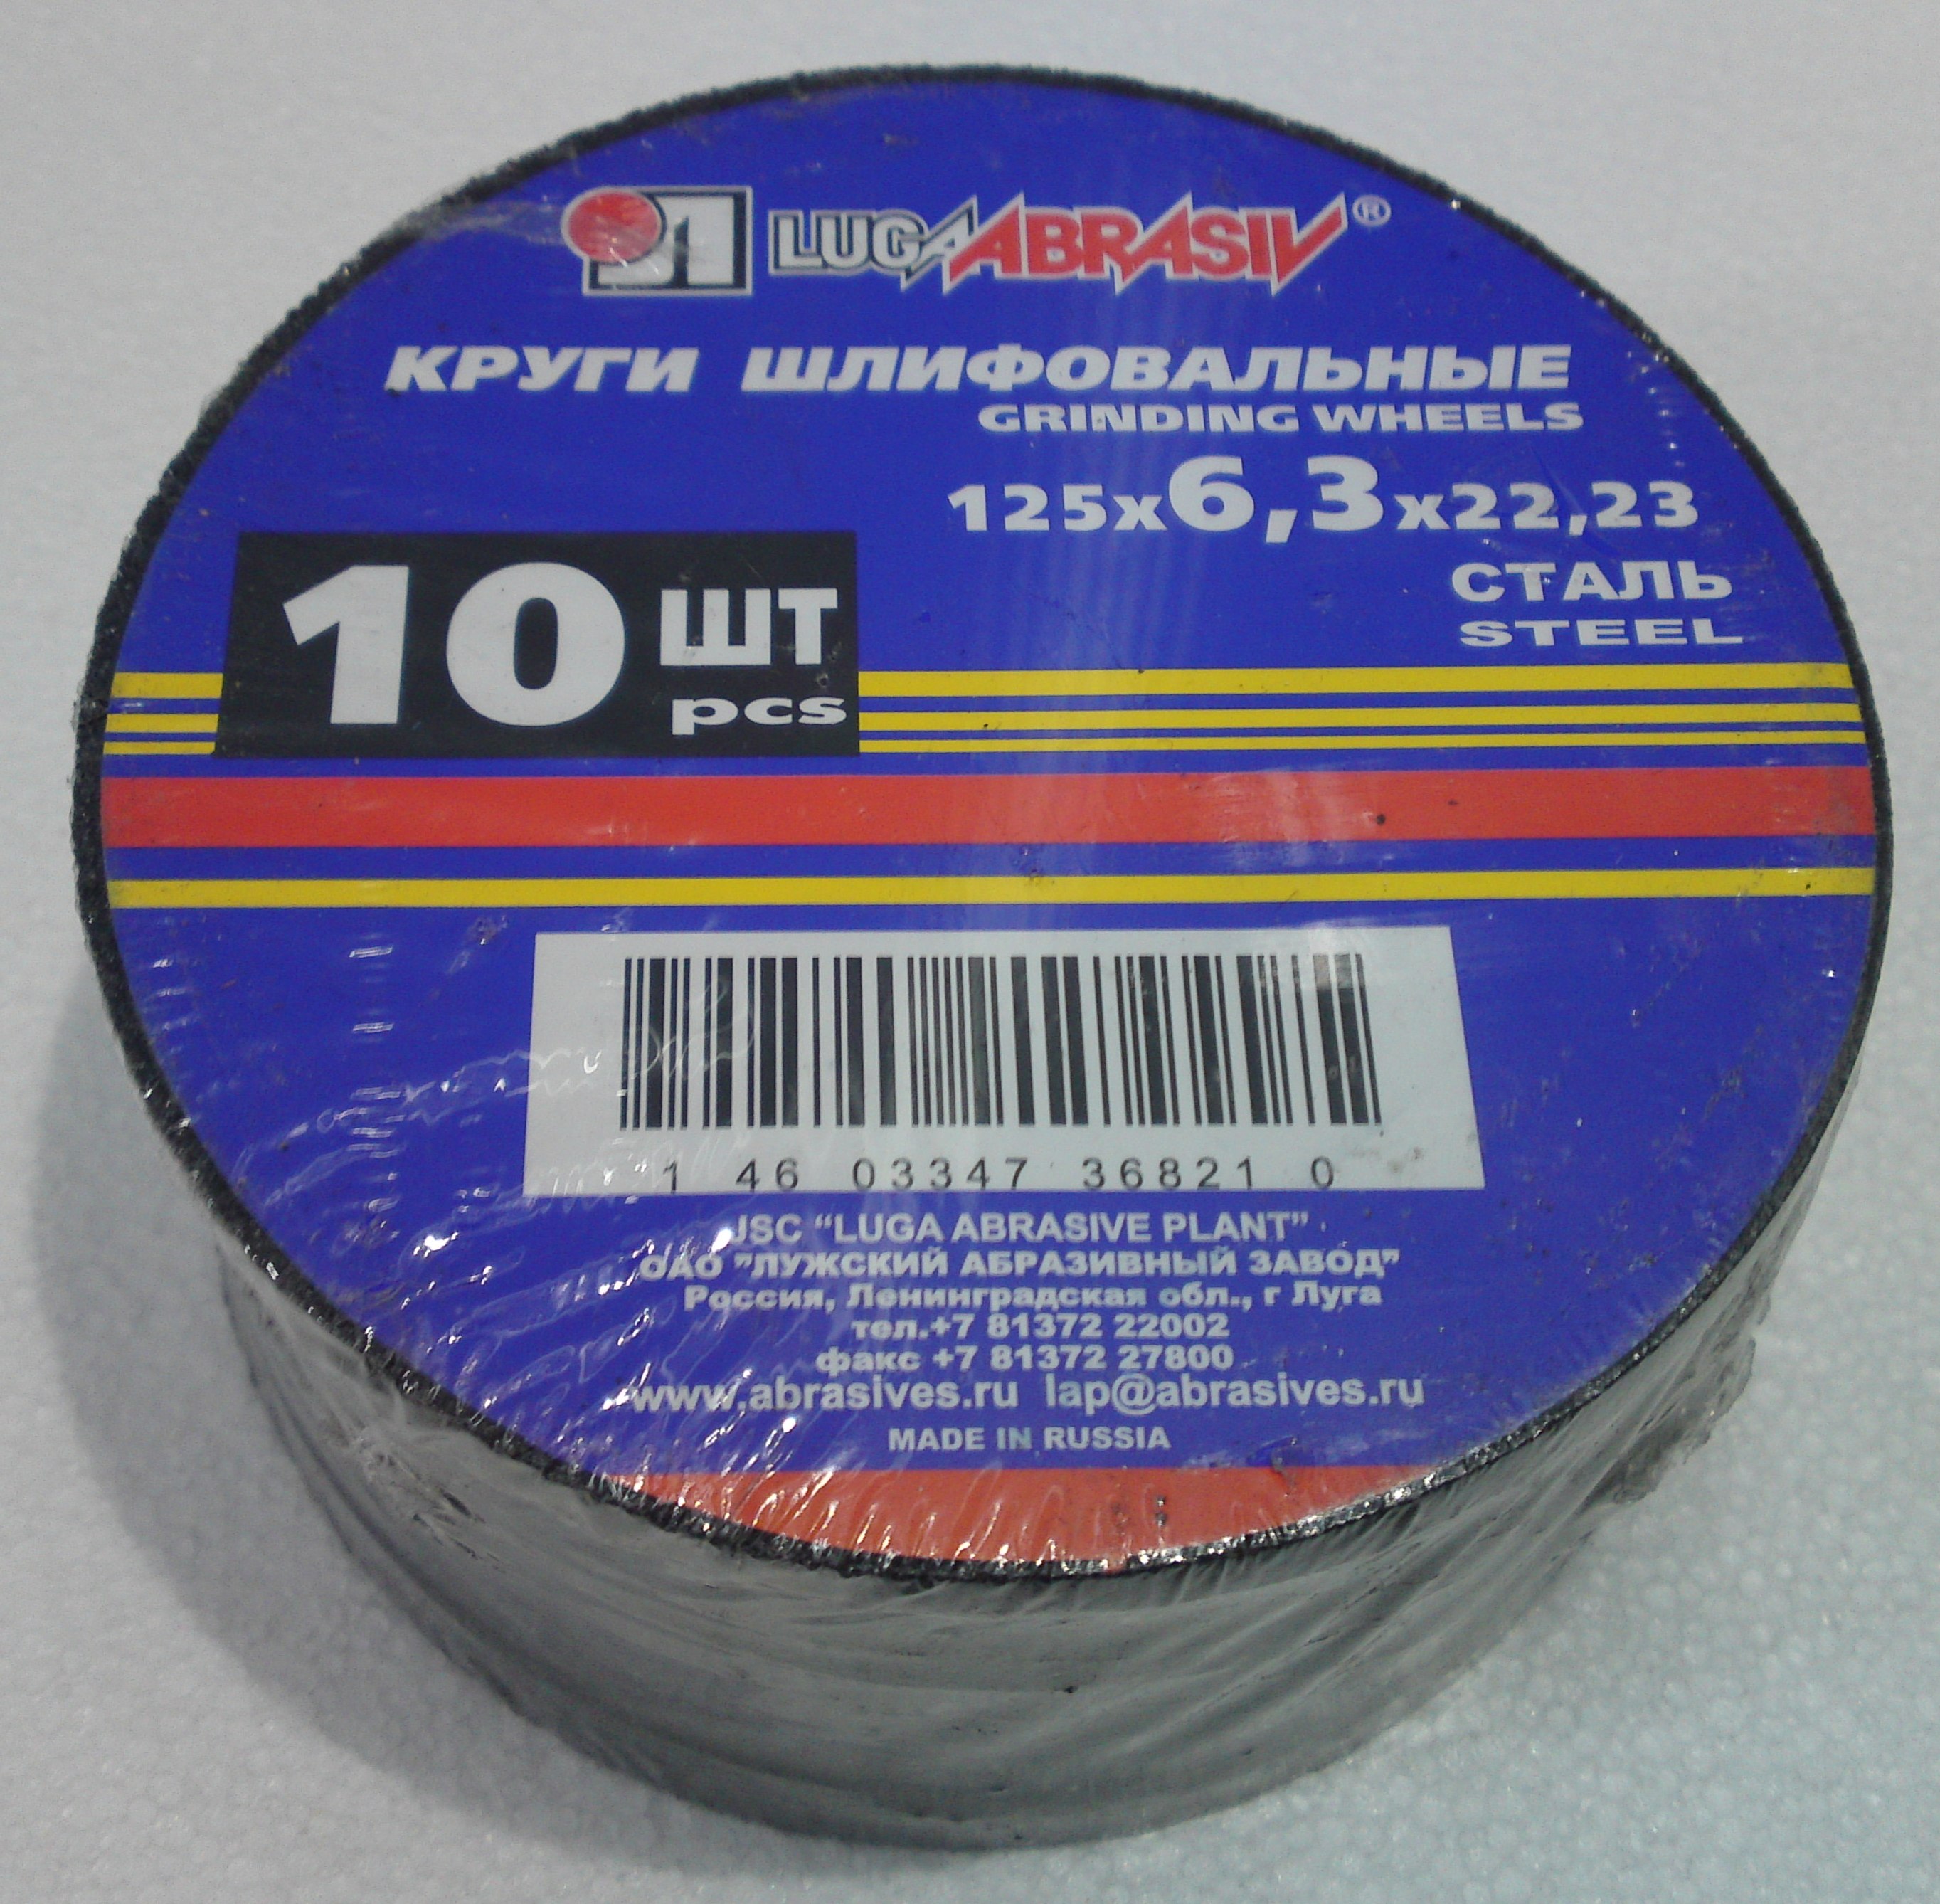 LUGAABRASIV®
КРУГИ ШЛИФОВАЛЬНЫЕ
GRINDING WHEELS
125x6,3x22,23
СТАЛЬ
STEEL
10 шт
pcs
1 46 03347 36821 0
JSC “LUGA ABRASIVE PLANT”
ОАО ”ЛУЖСКИЙ АБРАЗИВНЫЙ ЗАВОД”
Россия, Ленинградская обл., г Луга
тел.+7 81372 22002
факс +7 81372 27800
www.abrasives.ru lap@abrasives.ru
MADE IN RUSSIA